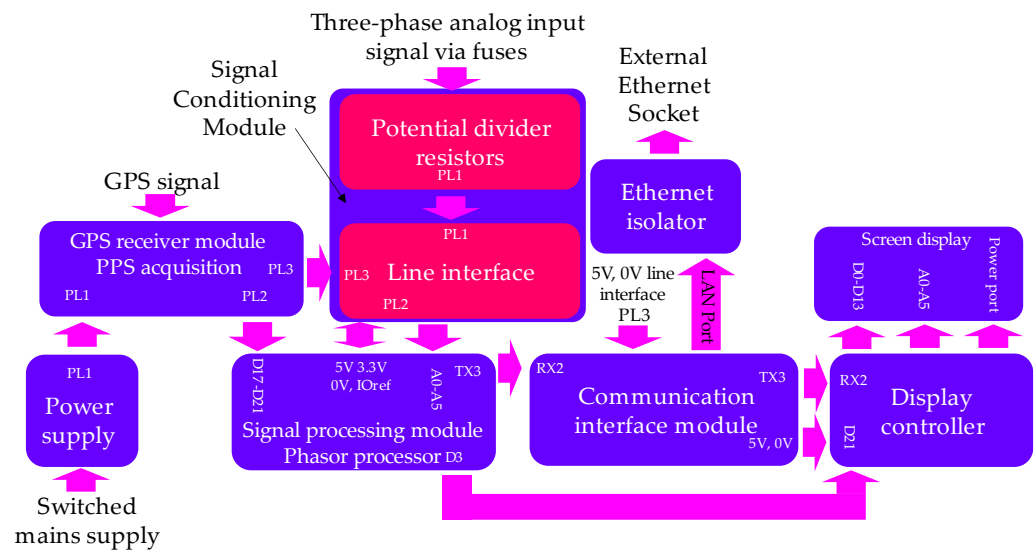 Three-phase analog input
signal via fuses
Signal
Conditioning
Module
External
Ethernet
Socket
Potential divider
resistors
PL1
Ethernet
isolator
GPS signal
GPS receiver module
PPS acquisition
PL3
PL1
PL2
PL1
PL3
Line interface
PL2
5V, 0V line
interface
PL3
LAN Port
Screen display
D0-D13
A0-A5
Power port
PL1
Power
supply
D17-D21
5V 3.3V
0V, IOref
A0-A5
TX3
Signal processing module
Phasor processor
D3
RX2
TX3
Communication
interface module
5V, 0V
RX2
Display
controller
D21
Switched
mains supply